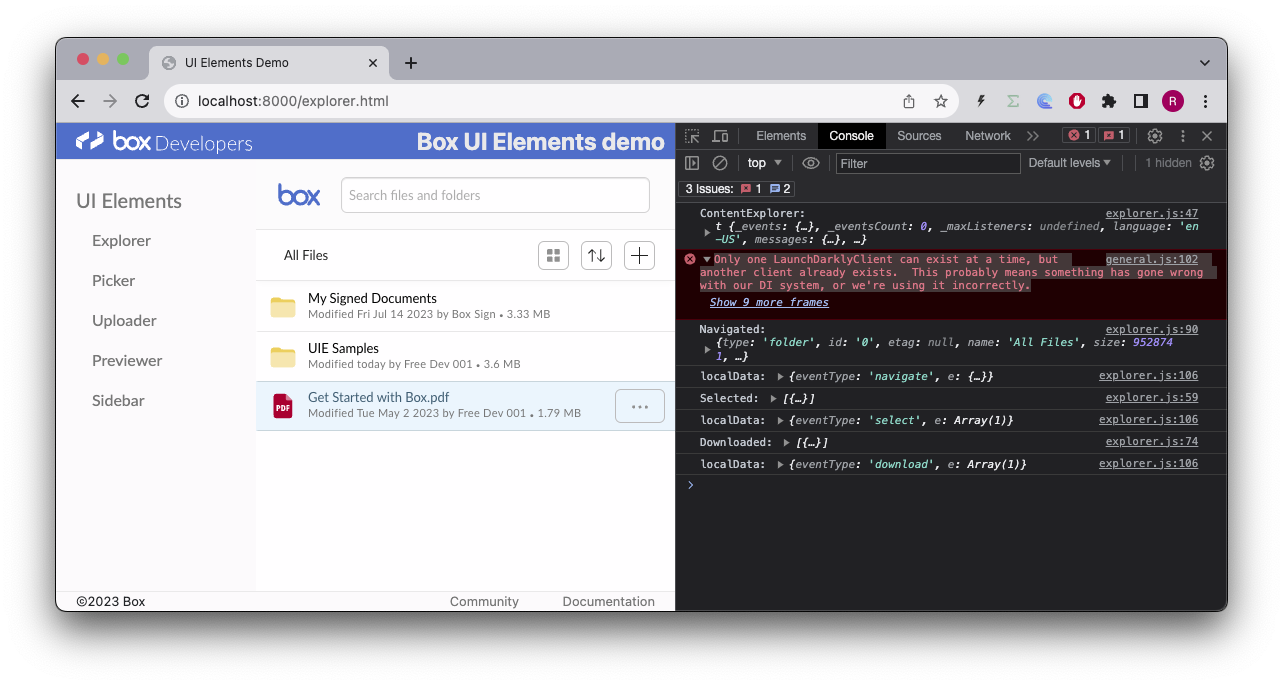 UI Elements Demo
localhost:8000/explorer.html
R
box Developers
Box UI Elements demo
UI Elements
Explorer
Picker
Uploader
Previewer
Sidebar
box
Search files and folders
All Files
My Signed Documents
Modified Fri Jul 14 2023 by Box Sign • 3.33 MB
UIE Samples
Modified today by Free Dev 001 • 3.6 MB
PDF
Get Started with Box.pdf
Modified Tue May 2 2023 by Free Dev 001 • 1.79 MB
©2023 Box
Community
Documentation
Elements Console Sources Network 1 1
top Filter Default levels 1 hidden
3 Issues: 1 2
ContentExplorer: explorer.js:47
t {_events: {…}, _eventsCount: 0, _maxListeners: undefined, language: 'en
-US', messages: {…}, …}
Only one LaunchDarklyClient can exist at a time, but general.js:102
another client already exists.  This probably means something has gone wrong
with our DI system, or we're using it incorrectly.
Show 9 more frames
Navigated: explorer.js:90
{type: 'folder', id: '0', etag: null, name: 'All Files', size: 952874
1, …}
localData: {eventType: 'navigate', e: {…}} explorer.js:106
Selected: [{…}] explorer.js:59
localData: {eventType: 'select', e: Array(1)} explorer.js:106
Downloaded: [{…}] explorer.js:74
localData: {eventType: 'download', e: Array(1)} explorer.js:106